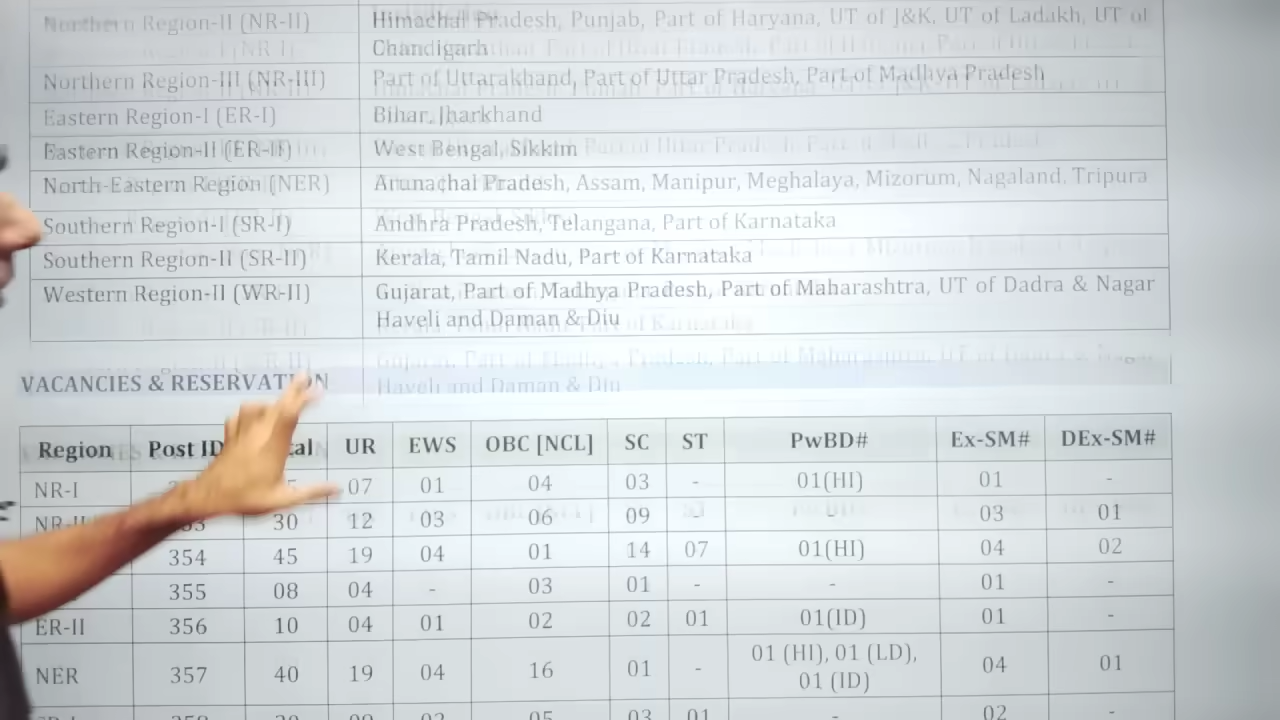 Northern Region-II (NR-II) Himachal Pradesh, Punjab, Part of Haryana, UT of J&K, UT of Ladakh, UT of
Chandigarh
Northern Region-III (NR-III) Part of Uttarakhand, Part of Uttar Pradesh, Part of Madhya Pradesh
Eastern Region-I (ER-I) Bihar, Jharkhand
Eastern Region-II (ER-II) West Bengal, Sikkim
North-Eastern Region (NER) Arunachal Pradesh, Assam, Manipur, Meghalaya, Mizorum, Nagaland, Tripura
Southern Region-I (SR-I) Andhra Pradesh, Telangana, Part of Karnataka
Southern Region-II (SR-II) Kerala, Tamil Nadu, Part of Karnataka
Western Region-II (WR-II) Gujarat, Part of Madhya Pradesh, Part of Maharashtra, UT of Dadra & Nagar
Haveli and Daman & Diu
VACANCIES & RESERVATION
Region Post ID UR EWS OBC [NCL] SC ST PwBD# Ex-SM# DEx-SM#
NR-I 07 01 04 03 - 01(HI) 01 -
NR-II 30 12 03 06 09 - - 03 01
354 45 19 04 01 14 07 01(HI) 04 02
355 08 04 - 03 01 - - 01 -
ER-II 356 10 04 01 02 02 01 01(ID) 01 -
NER 357 40 19 04 16 01 - 01 (HI), 01 (LD),
01 (ID) 04 01
05 03 01 - 02 -